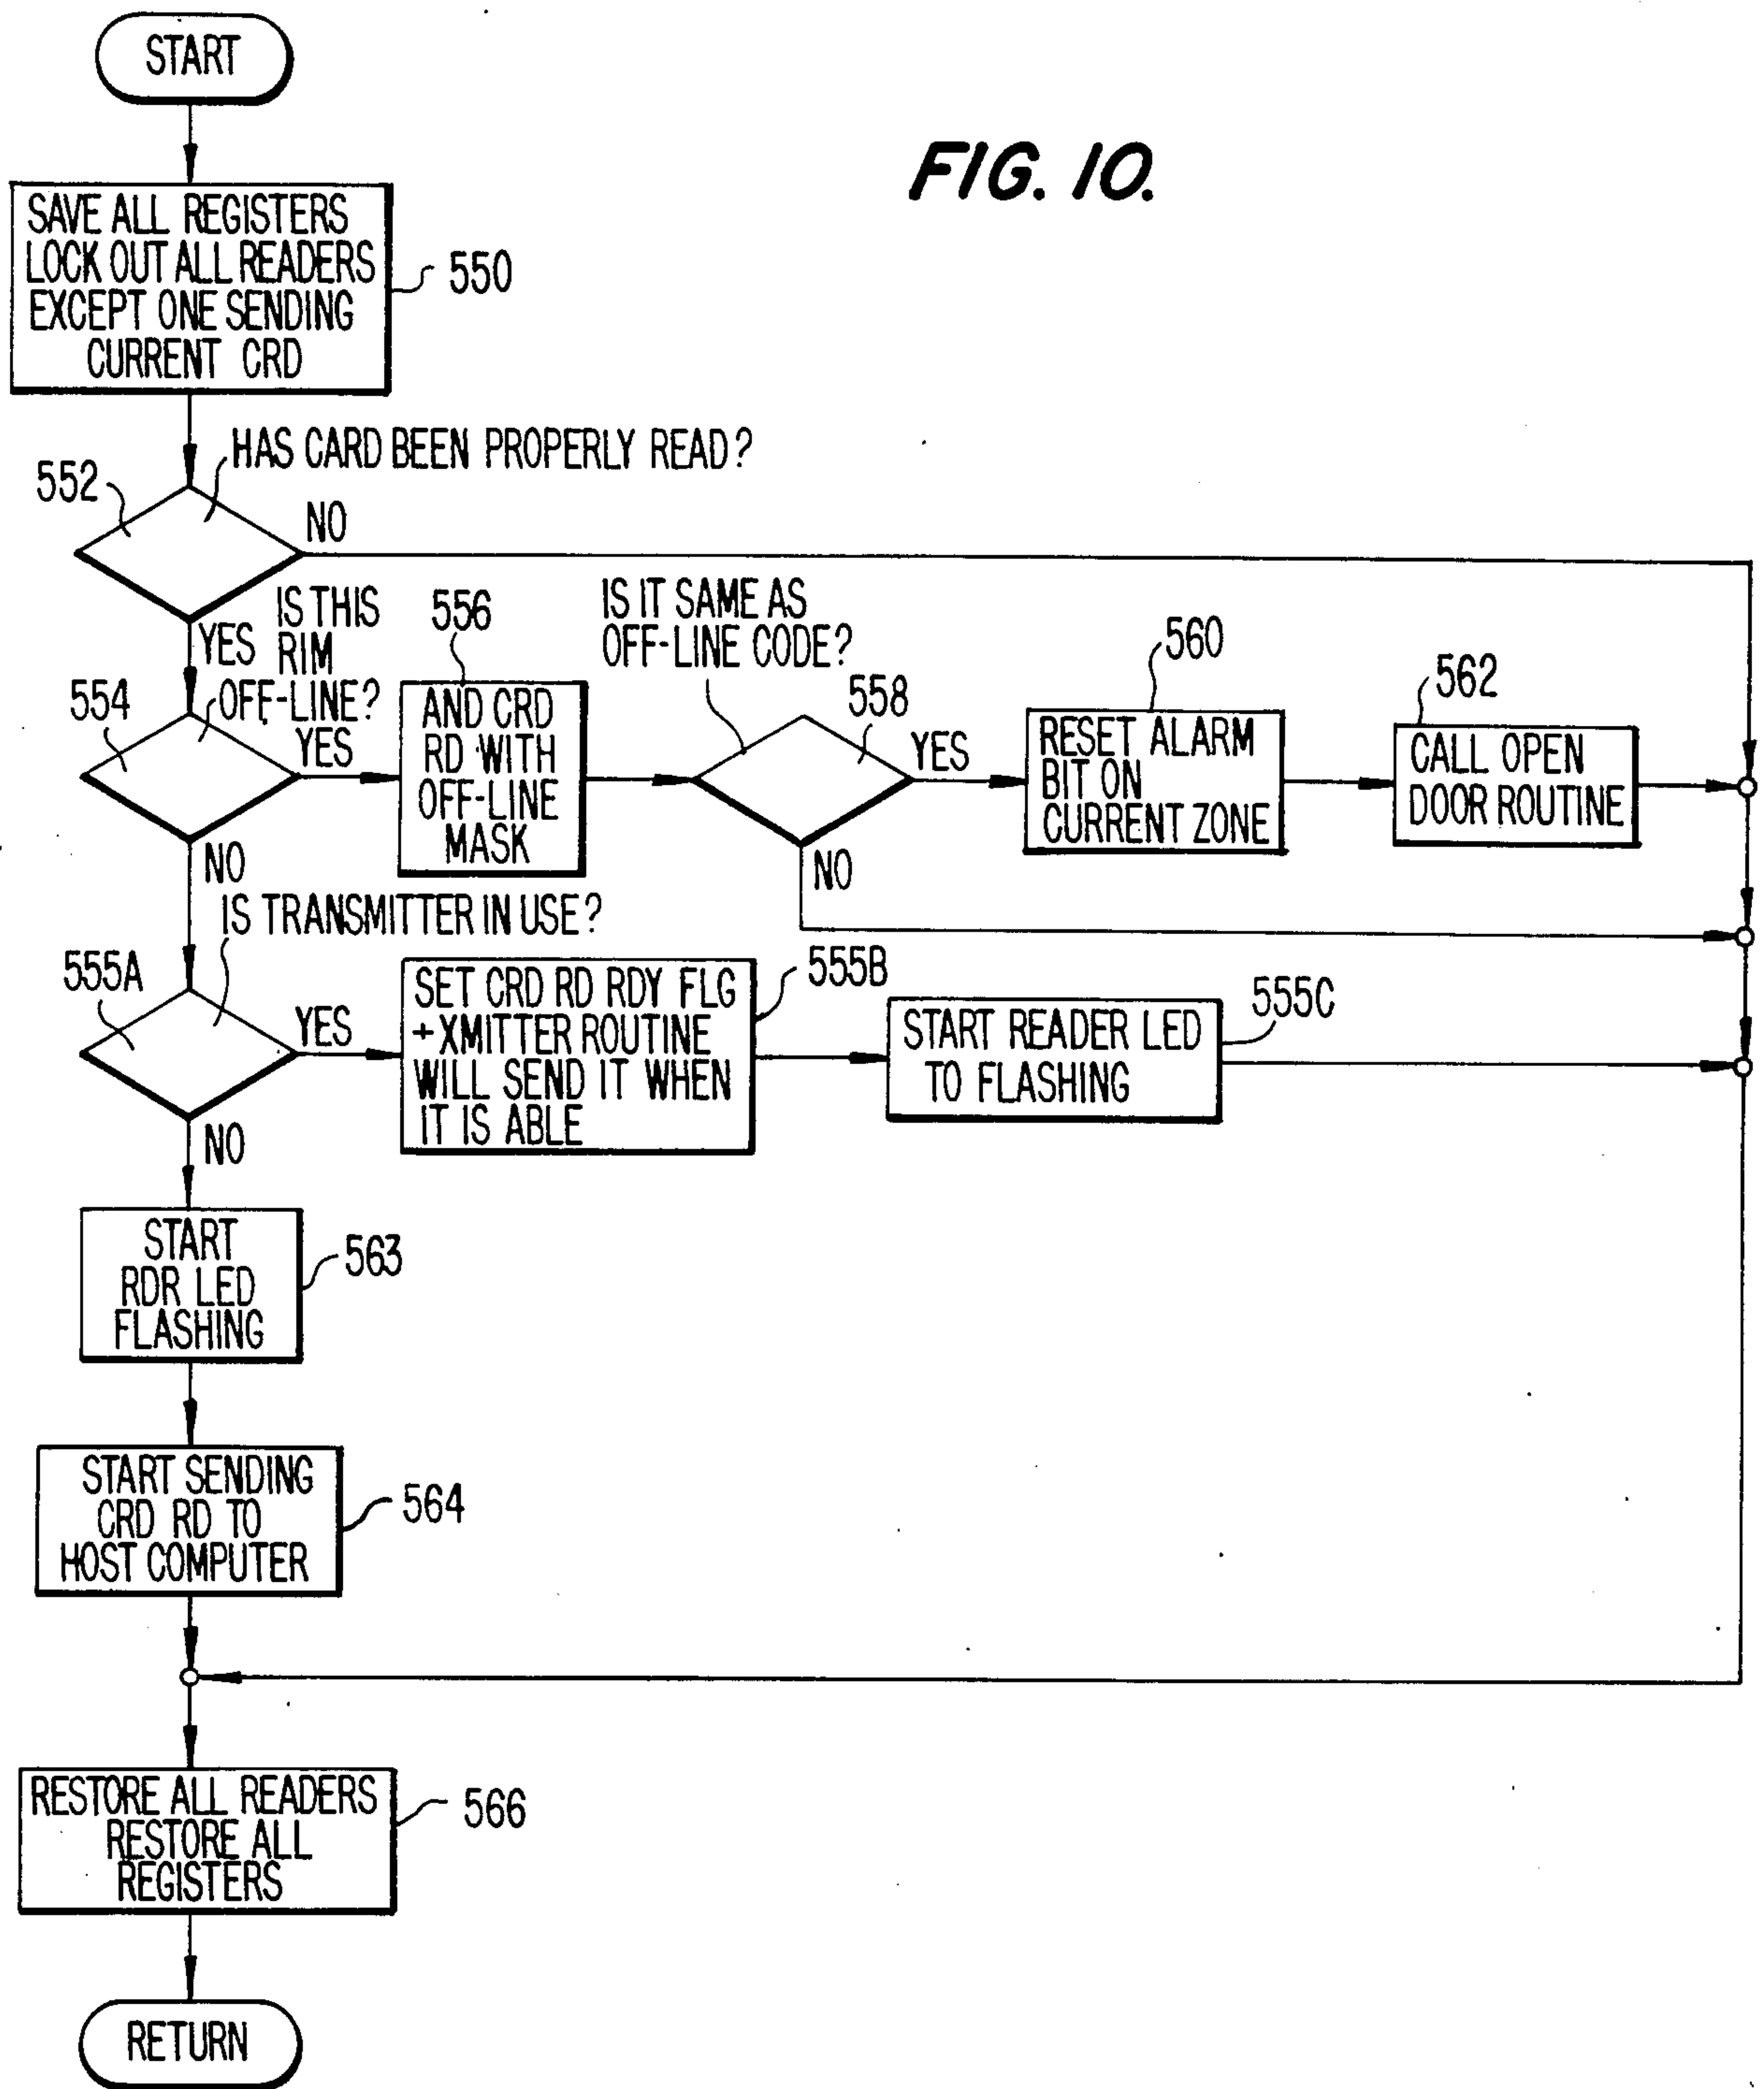 START
FIG. 10.
SAVE ALL REGISTERS
LOCK OUT ALL READERS
EXCEPT ONE SENDING
CURRENT CRD
550
HAS CARD BEEN PROPERLY READ?
552
NO
YES
IS THIS
RIM
OFF-LINE?
554
YES
NO
556
AND CRD
RD WITH
OFF-LINE
MASK
IS IT SAME AS
OFF-LINE CODE?
558
YES
NO
560
RESET ALARM
BIT ON
CURRENT ZONE
562
CALL OPEN
DOOR ROUTINE
IS TRANSMITTER IN USE?
555A
YES
NO
555B
SET CRD RD RDY FLG
+XMITTER ROUTINE
WILL SEND IT WHEN
IT IS ABLE
555C
START READER LED
TO FLASHING
START
RDR LED
FLASHING
563
START SENDING
CRD RD TO
HOST COMPUTER
564
RESTORE ALL READERS
RESTORE ALL
REGISTERS
566
RETURN